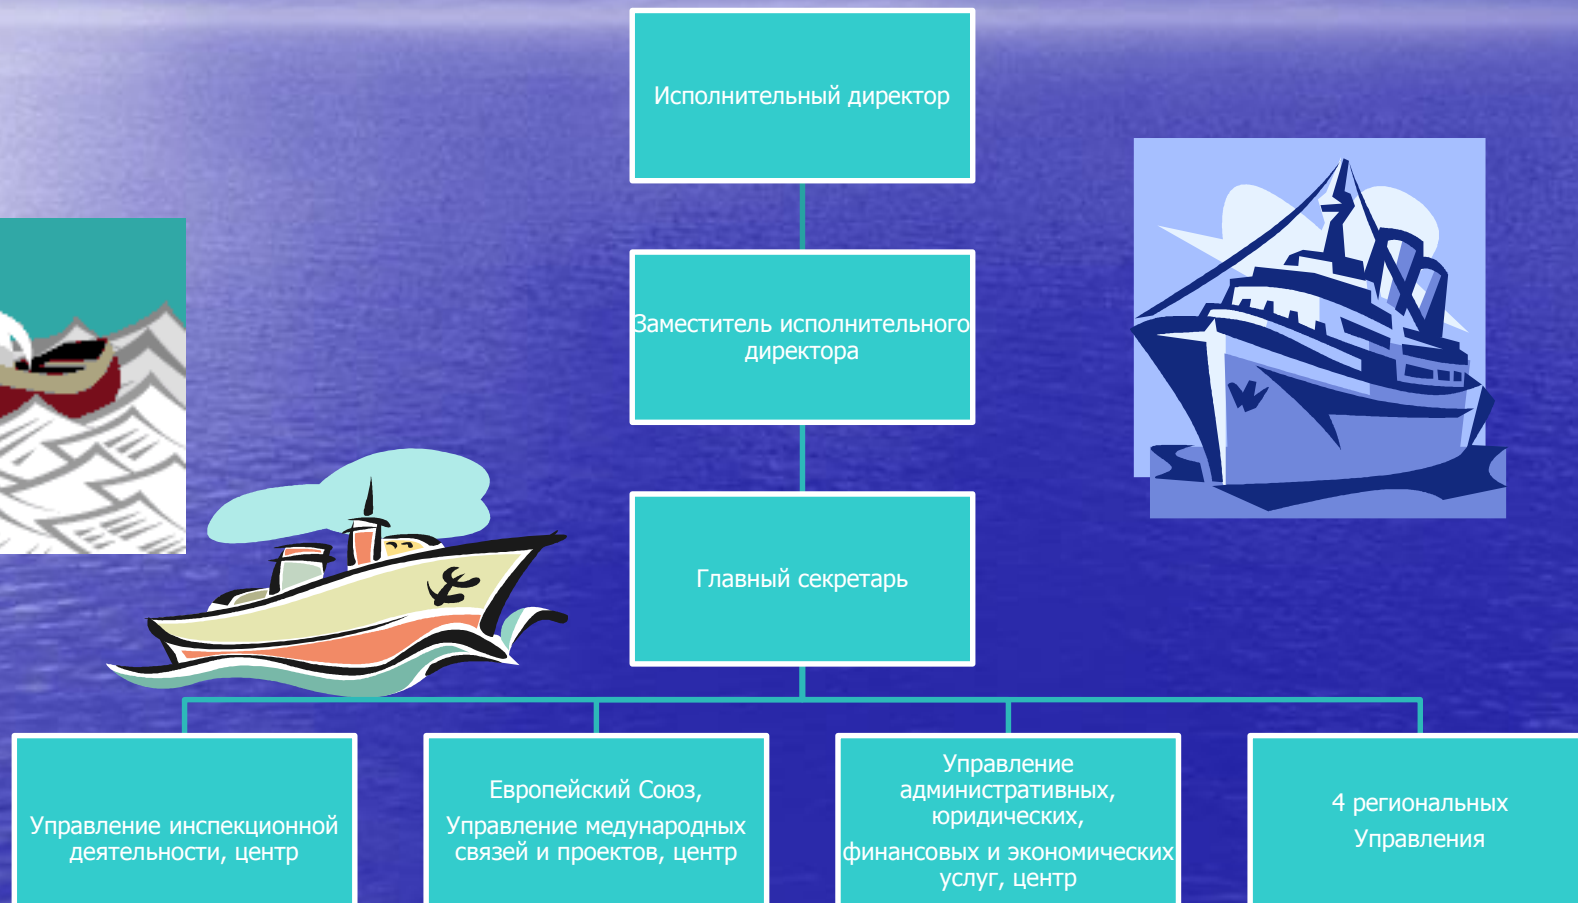 Исполнительный директор
Заместитель исполнительного
директора
Главный секретарь
Управление инспекционной
деятельности, центр
Европейский Союз,
Управление медународных
связей и проектов, центр
Управление
административных,
юридических,
финансовых и экономических
услуг, центр
4 региональных
Управления